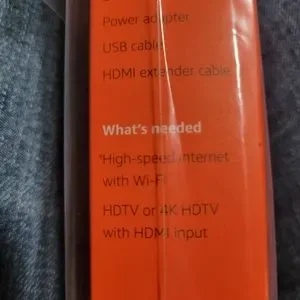 Power adapter
USB cable
HDMI extender cable
What's needed
High-speed internet
with Wi-Fi
HDTV or 4K HDTV
with HDMI input